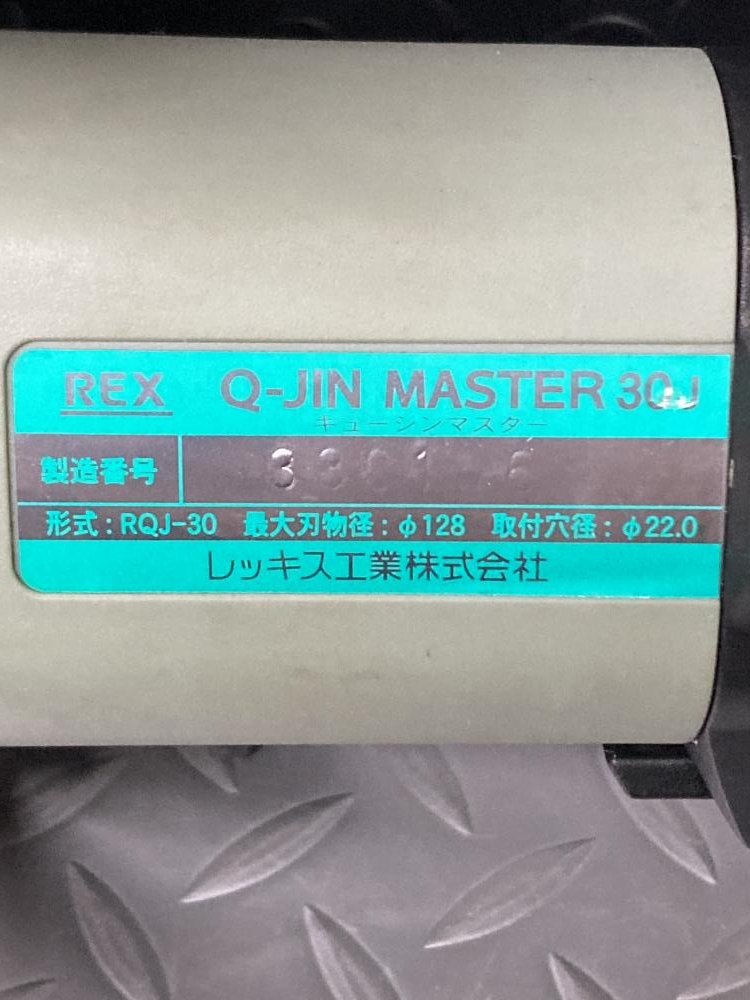 REX Q-JIN MASTER 30J
キューシンマスター
製造番号
形式：RQJ-30 最大刃物径：φ128 取付穴径：φ22.0
レッキス工業株式会社